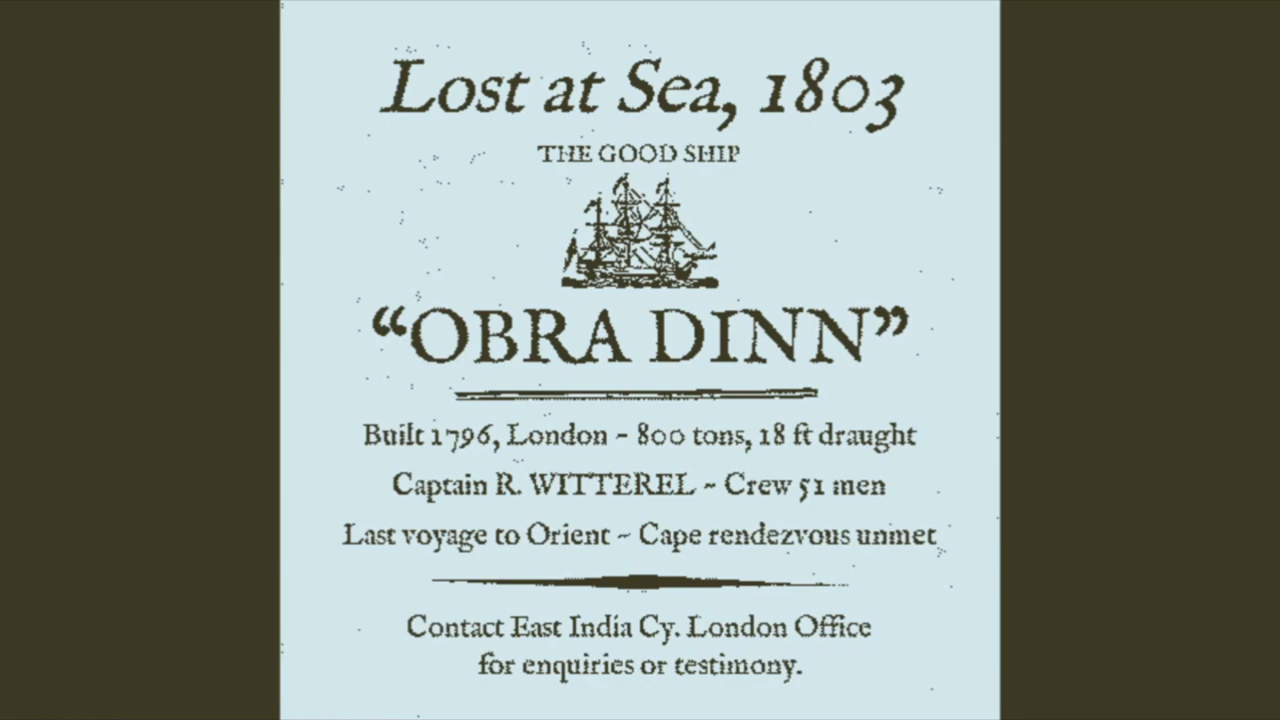 Lost at Sea, 1803
THE GOOD SHIP
“OBRA DINN”
Built 1796, London ~ 800 tons, 18 ft draught
Captain R. WITTEREL ~ Crew 51 men
Last voyage to Orient ~ Cape rendezvous unmet
Contact East India Cy. London Office
for enquiries or testimony.